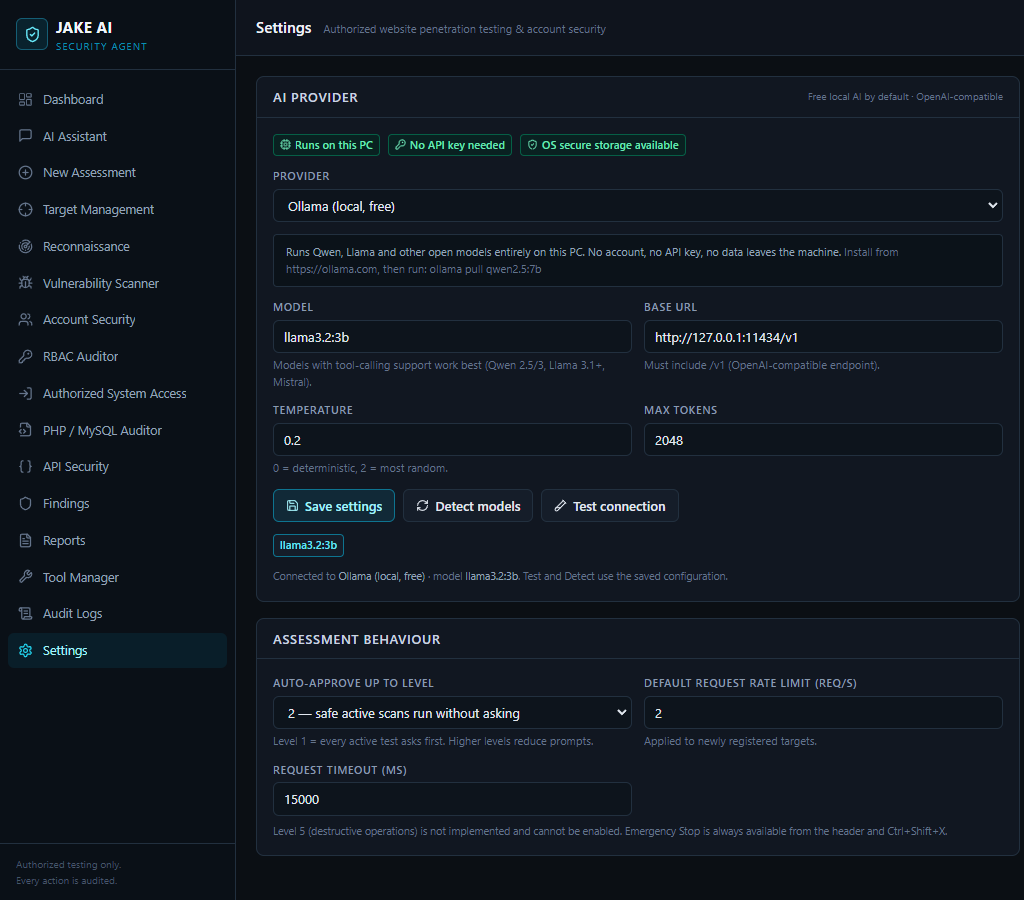 JAKE AI
SECURITY AGENT
Dashboard
AI Assistant
New Assessment
Target Management
Reconnaissance
Vulnerability Scanner
Account Security
RBAC Auditor
Authorized System Access
PHP / MySQL Auditor
API Security
Findings
Reports
Tool Manager
Audit Logs
Settings
Authorized testing only.
Every action is audited.
Settings Authorized website penetration testing & account security
AI PROVIDER Free local AI by default · OpenAI-compatible
Runs on this PC No API key needed OS secure storage available
PROVIDER
Ollama (local, free)
Runs Qwen, Llama and other open models entirely on this PC. No account, no API key, no data leaves the machine. Install from
https://ollama.com, then run: ollama pull qwen2.5:7b
MODEL BASE URL
llama3.2:3b http://127.0.0.1:11434/v1
Models with tool-calling support work best (Qwen 2.5/3, Llama 3.1+, Must include /v1 (OpenAI-compatible endpoint).
Mistral).
TEMPERATURE MAX TOKENS
0.2 2048
0 = deterministic, 2 = most random.
Save settings Detect models Test connection
llama3.2:3b
Connected to Ollama (local, free) · model llama3.2:3b. Test and Detect use the saved configuration.
ASSESSMENT BEHAVIOUR
AUTO-APPROVE UP TO LEVEL DEFAULT REQUEST RATE LIMIT (REQ/S)
2 — safe active scans run without asking 2
Level 1 = every active test asks first. Higher levels reduce prompts. Applied to newly registered targets.
REQUEST TIMEOUT (MS)
15000
Level 5 (destructive operations) is not implemented and cannot be enabled. Emergency Stop is always available from the header and Ctrl+Shift+X.